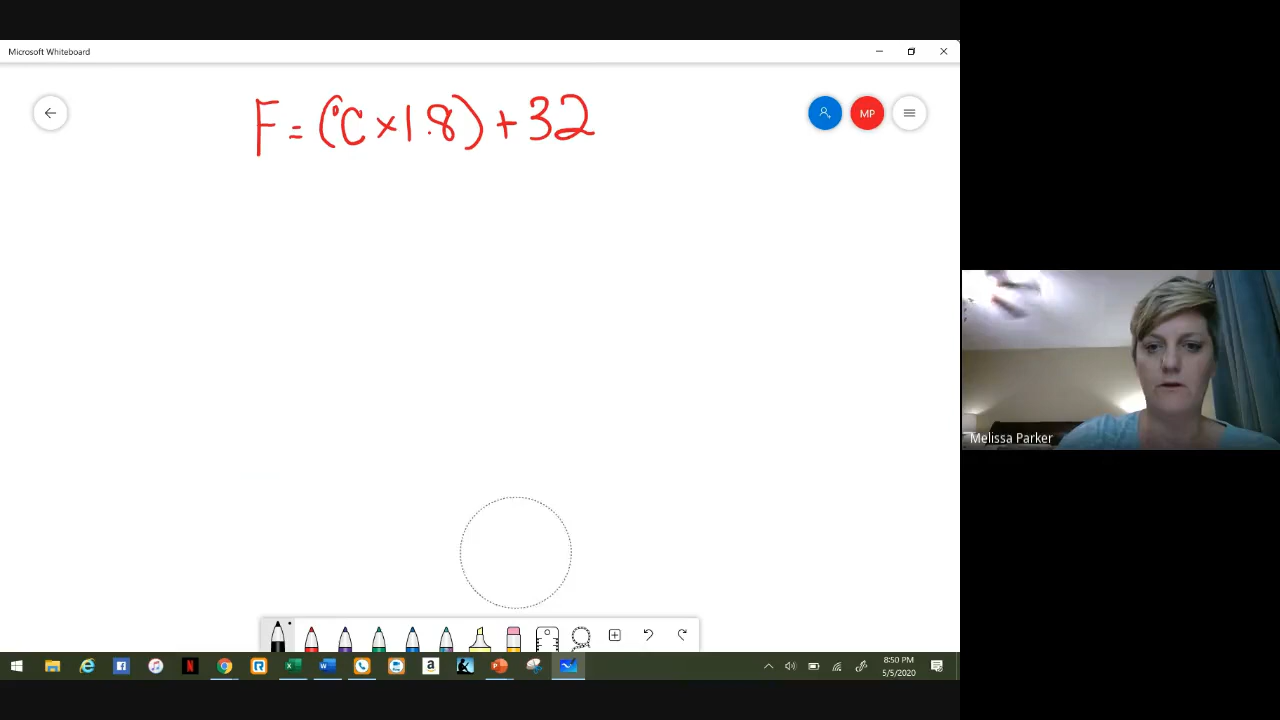 Microsoft Whiteboard
F = (°C × 1.8) + 32
MP
Melissa Parker
8:50 PM
5/5/2020